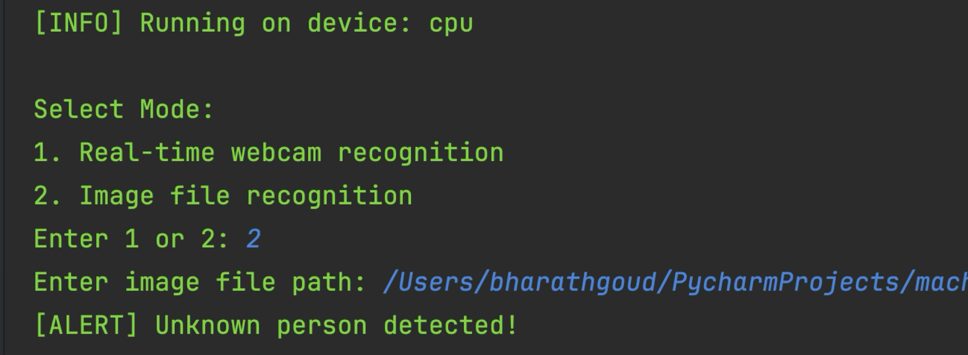 [INFO] Running on device: cpu
Select Mode:
1. Real-time webcam recognition
2. Image file recognition
Enter 1 or 2: 2
Enter image file path: /Users/bharathgoud/PycharmProjects/mach
[ALERT] Unknown person detected!